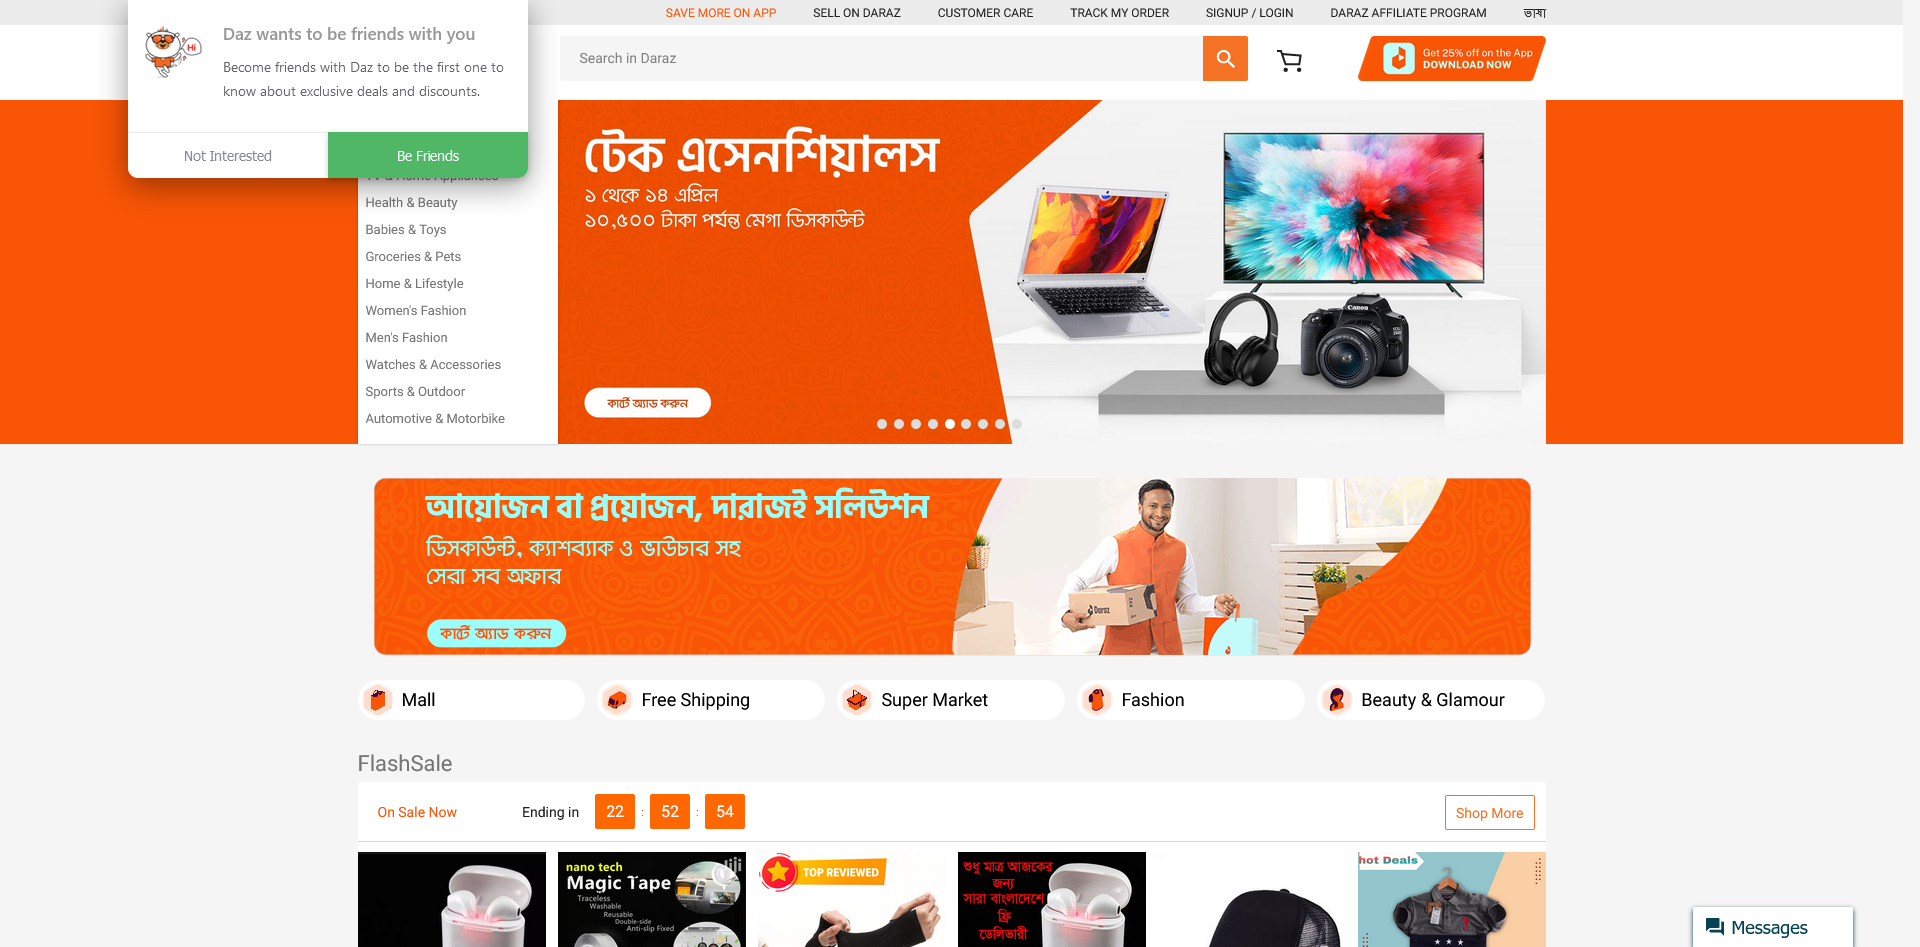 SAVE MORE ON APP
SELL ON DARAZ
CUSTOMER CARE
TRACK MY ORDER
SIGNUP / LOGIN
DARAZ AFFILIATE PROGRAM
ভাষা
Hi
Daz wants to be friends with you
Become friends with Daz to be the first one to
know about exclusive deals and discounts.
Not Interested
Be Friends
Search in Daraz
Get 25% off on the App
DOWNLOAD NOW
TV & Home Appliances
Health & Beauty
Babies & Toys
Groceries & Pets
Home & Lifestyle
Women's Fashion
Men's Fashion
Watches & Accessories
Sports & Outdoor
Automotive & Motorbike
টেক এসেনশিয়ালস
১ থেকে ১৪ এপ্রিল
১০,৫০০ টাকা পর্যন্ত মেগা ডিসকাউন্ট
কার্টে অ্যাড করুন
Canon
আয়োজন বা প্রয়োজন, দারাজই সলিউশন
ডিসকাউন্ট, ক্যাশব্যাক ও ভাউচার সহ
সেরা সব অফার
কার্টে অ্যাড করুন
Daraz
Mall
Free Shipping
Super Market
Fashion
Beauty & Glamour
FlashSale
On Sale Now
Ending in
22 : 52 : 54
Shop More
nano tech
Magic Tape
Traceless
Washable
Reusable
Double-side
Anti-slip Fixed
TOP REVIEWED
শুধু মাত্র আজকের
জন্য
সারা বাংলাদেশে
ফ্রি
ডেলিভারী
hot Deals
Messages